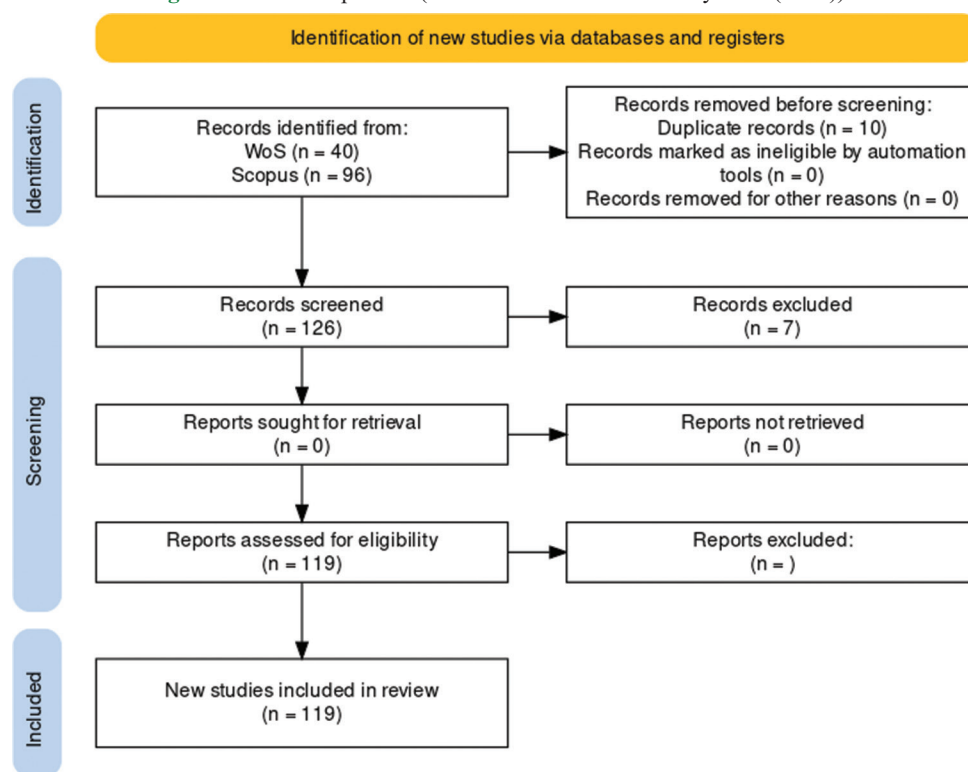 Identification of new studies via databases and registers
Identification
Records identified from:
WoS (n = 40)
Scopus (n = 96)
Records removed before screening:
Duplicate records (n = 10)
Records marked as ineligible by automation
tools (n = 0)
Records removed for other reasons (n = 0)
Screening
Records screened
(n = 126)
Records excluded
(n = 7)
Reports sought for retrieval
(n = 0)
Reports not retrieved
(n = 0)
Reports assessed for eligibility
(n = 119)
Reports excluded:
(n = )
Included
New studies included in review
(n = 119)